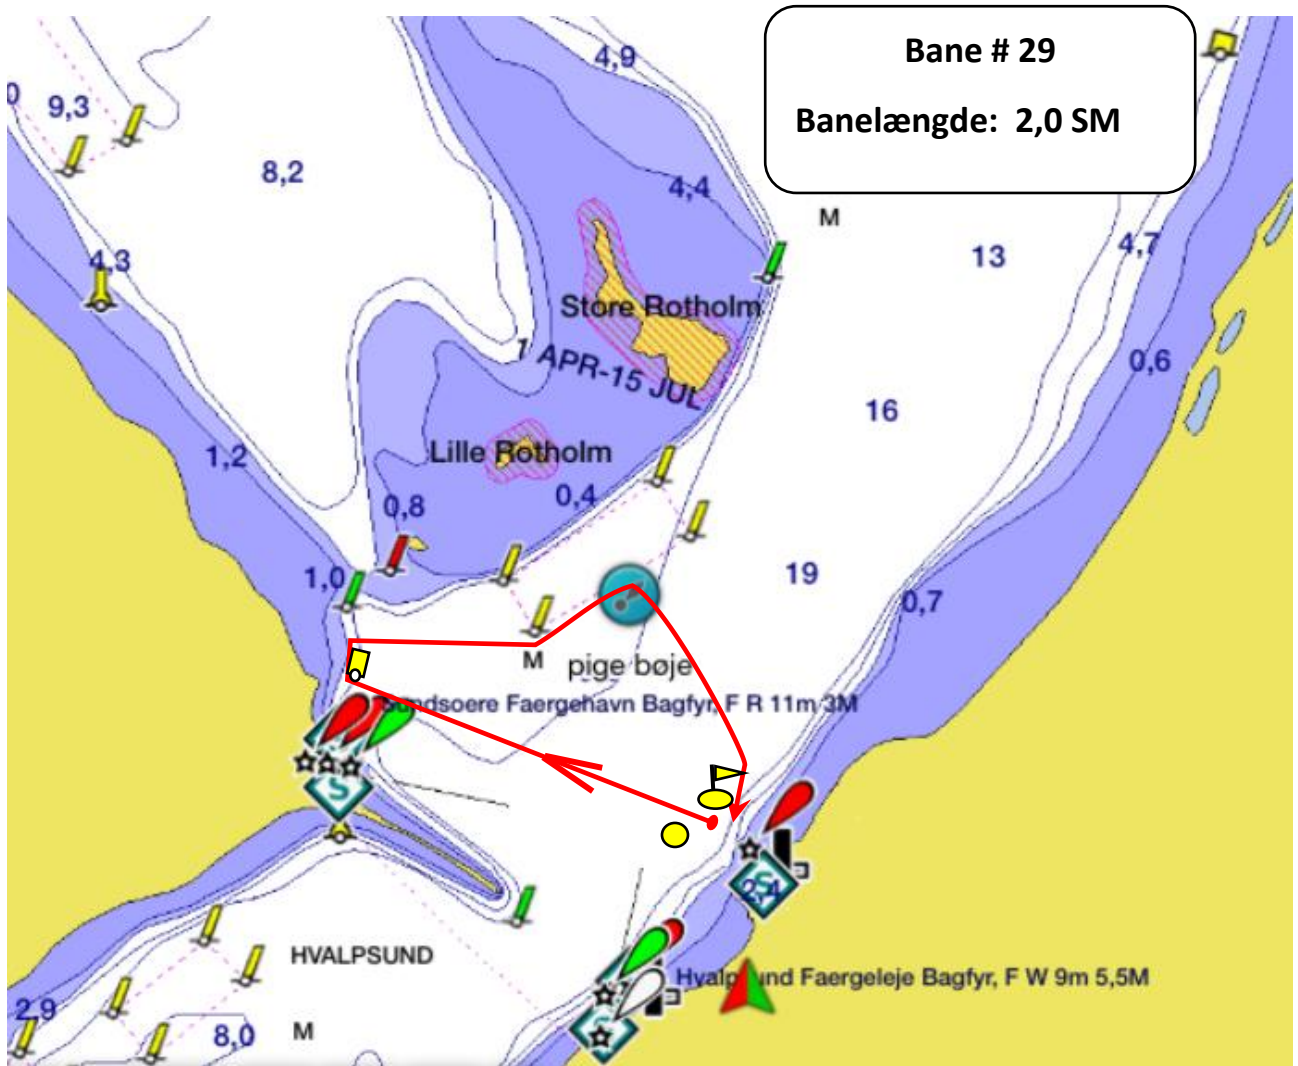 Bane # 29
Banelængde: 2,0 SM
4,9
0
9,3
8,2
4,4
M
4,7
13
4,3
Store Rotholm
1 APR-15 JUL
0,6
16
1,2
Lille Rotholm
0,4
0,8
19
1,0
0,7
M
pige bøje
Sundsoere Faergehavn Bagfyr, F R 11m 3M
S
2,4
S
HVALPSUND
Hvalpsund Faergeleje Bagfyr, F W 9m 5,5M
2,9
8,0
M